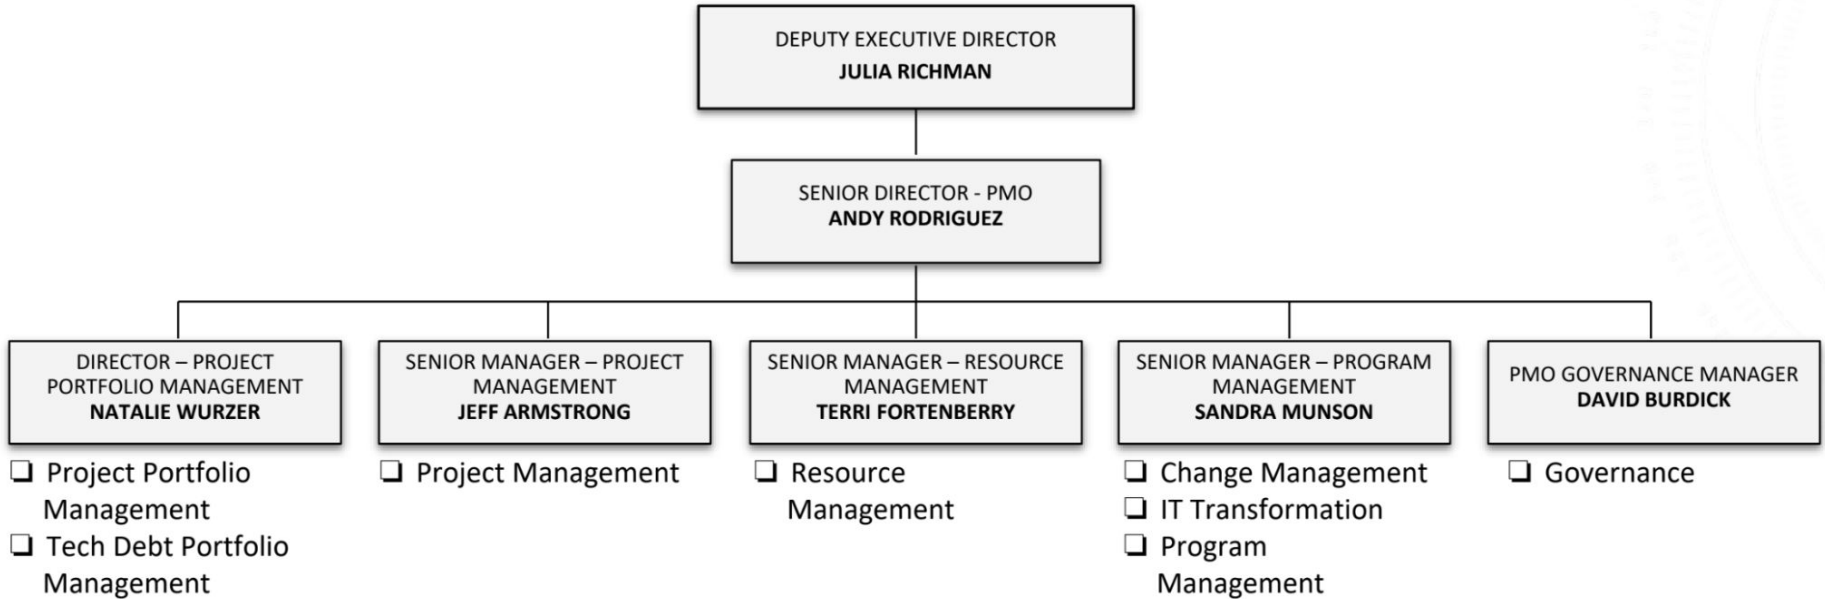 DEPUTY EXECUTIVE DIRECTOR
JULIA RICHMAN
SENIOR DIRECTOR - PMO
ANDY RODRIGUEZ
DIRECTOR – PROJECT
PORTFOLIO MANAGEMENT
NATALIE WURZER
SENIOR MANAGER – PROJECT
MANAGEMENT
JEFF ARMSTRONG
SENIOR MANAGER – RESOURCE
MANAGEMENT
TERRI FORTENBERRY
SENIOR MANAGER – PROGRAM
MANAGEMENT
SANDRA MUNSON
PMO GOVERNANCE MANAGER
DAVID BURDICK
❏ Project Portfolio
Management
❏ Tech Debt Portfolio
Management
❏ Project Management
❏ Resource
Management
❏ Change Management
❏ IT Transformation
❏ Program
Management
❏ Governance